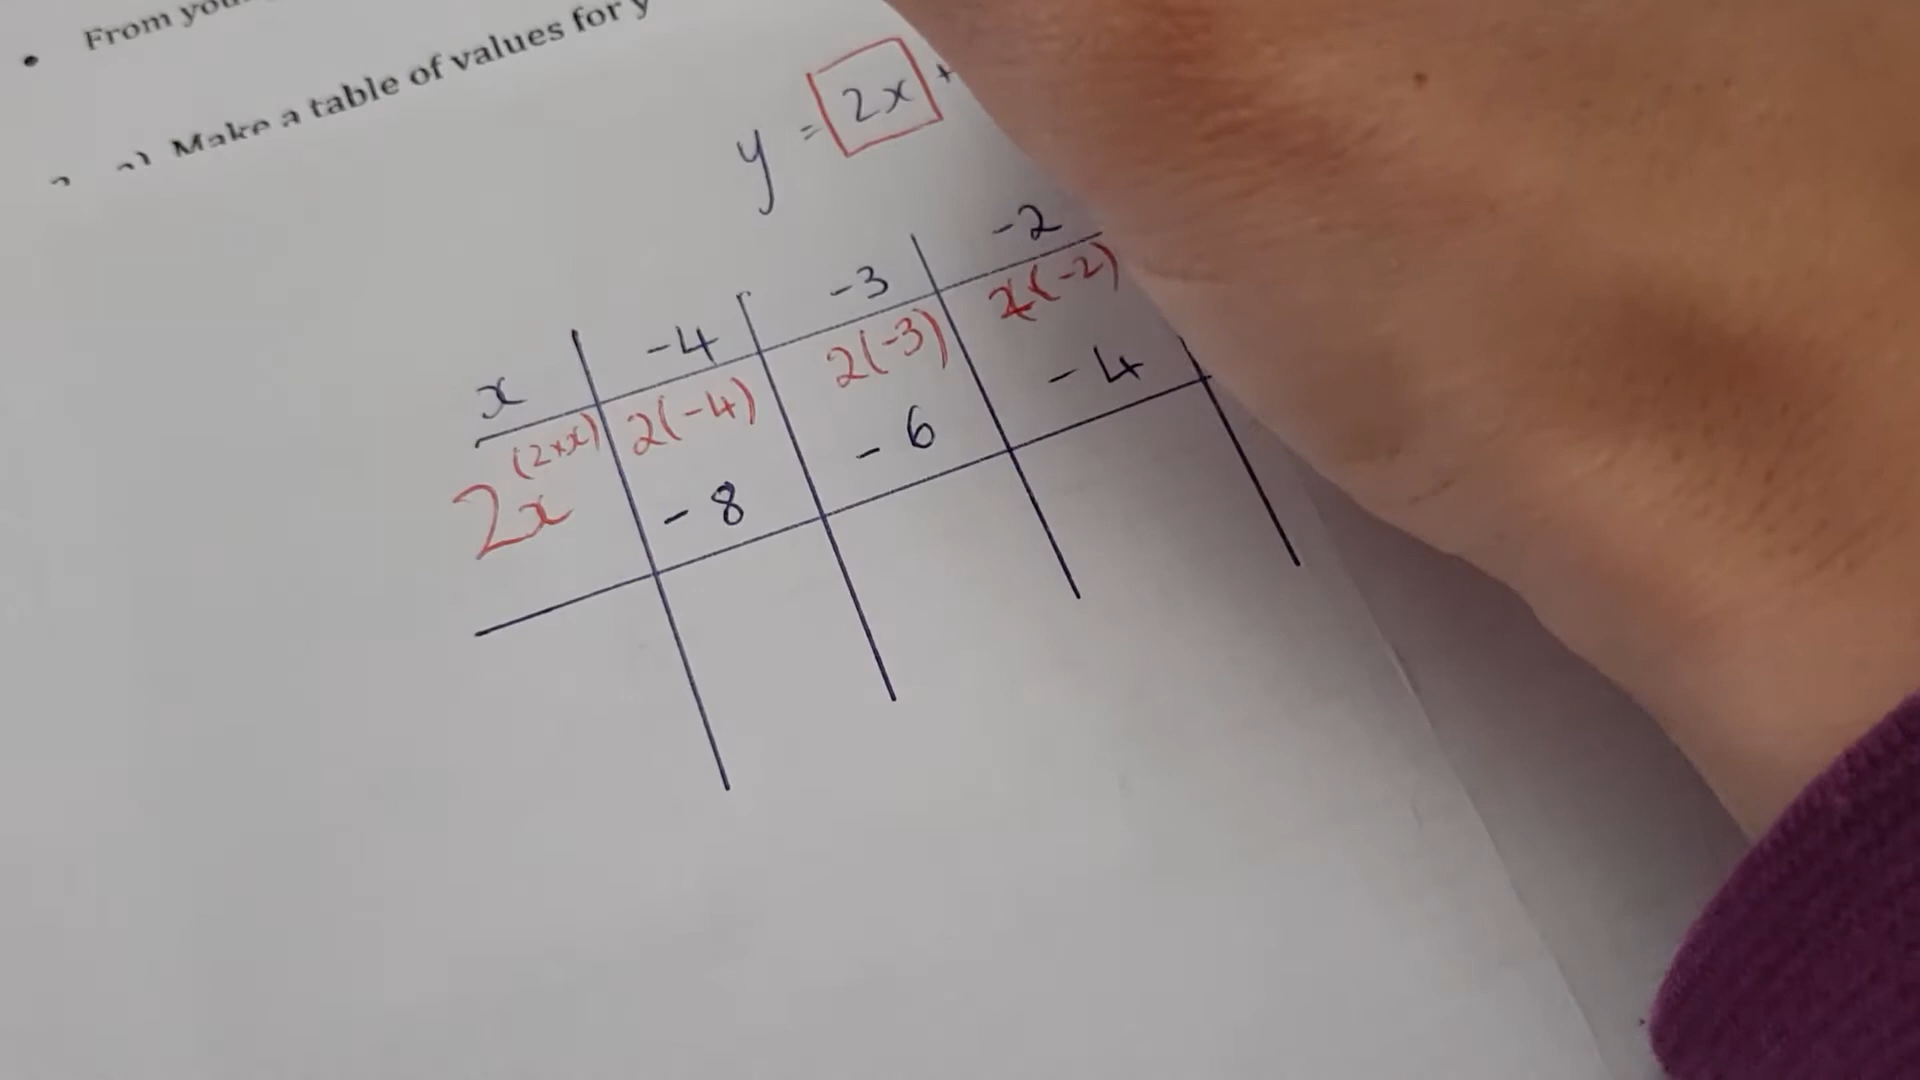 • From
a) Make a table of values for y
y = 2x +
x -4 -3 -2
(2×x) 2(-4) 2(-3) 2(-2)
2x -8 -6 -4